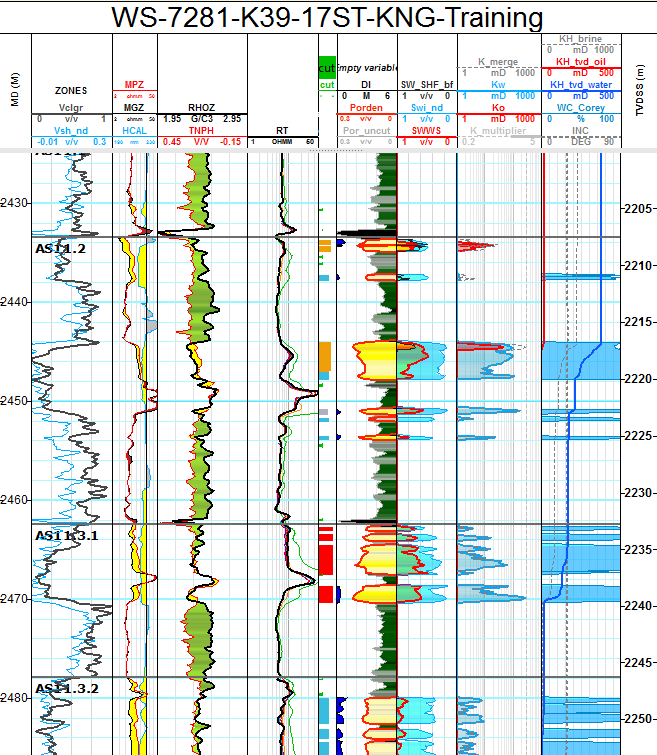 WS-7281-K39-17ST-KNG-Training
MD (M)
ZONES
Vclgr
0 v/v 1
Vsh_nd
-0.01 v/v 0.3
MPZ
2 ohmm 50
MGZ
2 ohmm 50
HCAL
RHOZ
1.95 G/C3 2.95
TNPH
0.45 V/V -0.15
RT
1 OHMM 50
cut
cut
Empty variable
DI
0 M 6
Porden
0.3 v/v 0
Por_uncut
0.3 v/v 0
SW_SHF_bf
1 v/v 0
Swi_nd
1 v/v 0
SWWS
1 v/v 0
K_merge
1 mD 1000
Kw
1 mD 1000
Ko
1 mD 1000
K_multiplier
0.2 5
KH_brine
0 mD 1000
KH_tvd_oil
0 mD 500
KH_tvd_water
0 mD 500
WC_Corey
0 % 100
INC
0 DEG 90
TVDSS (m)
2430
2440
2450
2460
2470
2480
AS11.2
AS11.3.1
AS11.3.2
2205
2210
2215
2220
2225
2230
2235
2240
2245
2250